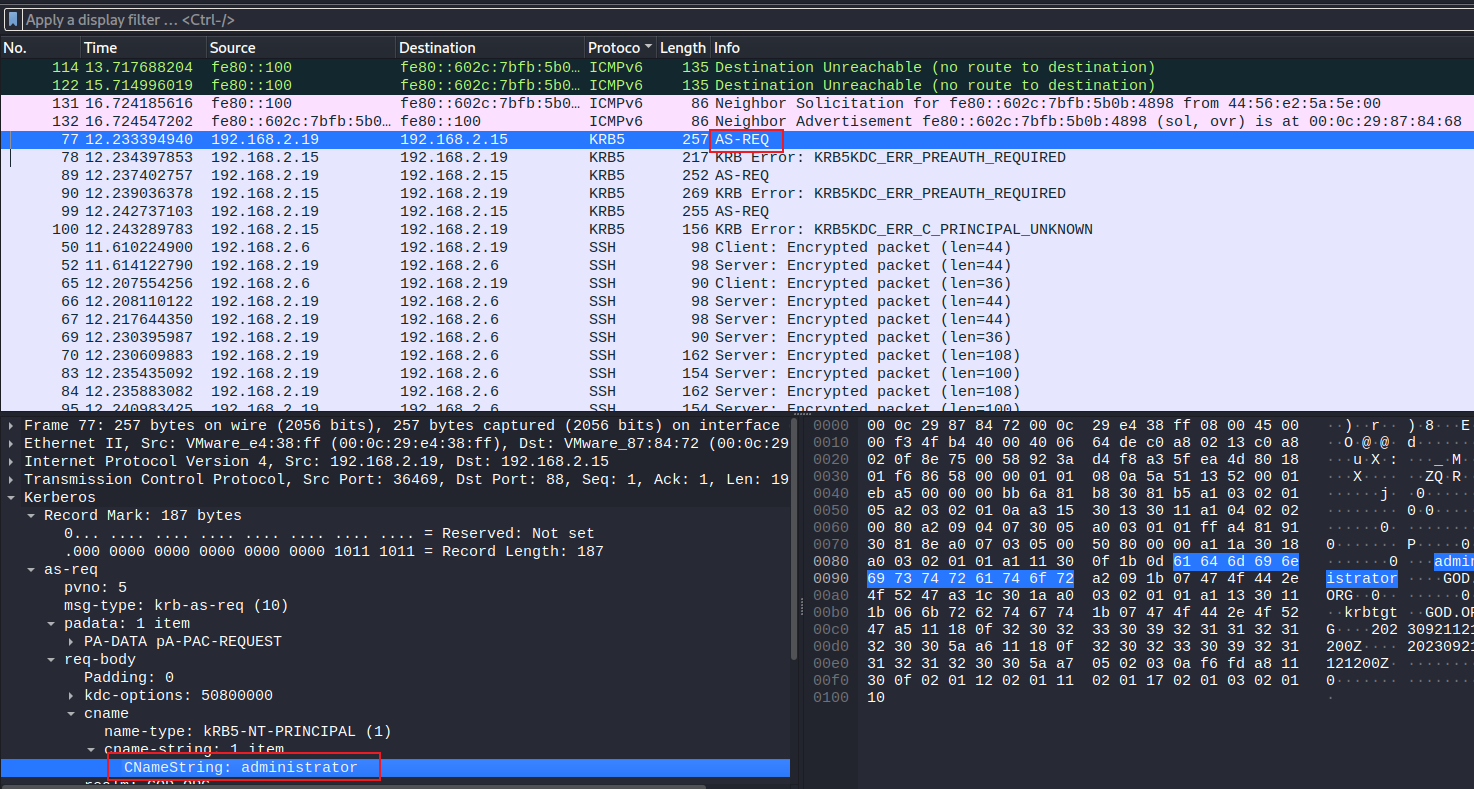 Apply a display filter … <Ctrl-/>
No. Time Source Destination Protoco Length Info
114 13.717688204 fe80::100 fe80::602c:7bfb:5b0… ICMPv6 135 Destination Unreachable (no route to destination)
122 15.714996019 fe80::100 fe80::602c:7bfb:5b0… ICMPv6 135 Destination Unreachable (no route to destination)
131 16.724185616 fe80::100 fe80::602c:7bfb:5b0… ICMPv6 86 Neighbor Solicitation for fe80::602c:7bfb:5b0b:4898 from 44:56:e2:5a:5e:00
132 16.724547202 fe80::602c:7bfb:5b0… fe80::100 ICMPv6 86 Neighbor Advertisement fe80::602c:7bfb:5b0b:4898 (sol, ovr) is at 00:0c:29:87:84:68
77 12.233394940 192.168.2.19 192.168.2.15 KRB5 257 AS-REQ
78 12.234397853 192.168.2.15 192.168.2.19 KRB5 217 KRB Error: KRB5KDC_ERR_PREAUTH_REQUIRED
89 12.237402757 192.168.2.19 192.168.2.15 KRB5 252 AS-REQ
90 12.239036378 192.168.2.15 192.168.2.19 KRB5 269 KRB Error: KRB5KDC_ERR_PREAUTH_REQUIRED
99 12.242737103 192.168.2.19 192.168.2.15 KRB5 255 AS-REQ
100 12.243289783 192.168.2.15 192.168.2.19 KRB5 156 KRB Error: KRB5KDC_ERR_C_PRINCIPAL_UNKNOWN
50 11.610224900 192.168.2.6 192.168.2.19 SSH 98 Client: Encrypted packet (len=44)
52 11.614122790 192.168.2.19 192.168.2.6 SSH 98 Server: Encrypted packet (len=44)
65 12.207554256 192.168.2.6 192.168.2.19 SSH 90 Client: Encrypted packet (len=36)
66 12.208110122 192.168.2.19 192.168.2.6 SSH 98 Server: Encrypted packet (len=44)
67 12.217644350 192.168.2.19 192.168.2.6 SSH 98 Server: Encrypted packet (len=44)
69 12.230395987 192.168.2.19 192.168.2.6 SSH 90 Server: Encrypted packet (len=36)
70 12.230609883 192.168.2.19 192.168.2.6 SSH 162 Server: Encrypted packet (len=108)
83 12.235435092 192.168.2.19 192.168.2.6 SSH 154 Server: Encrypted packet (len=100)
84 12.235883082 192.168.2.19 192.168.2.6 SSH 162 Server: Encrypted packet (len=108)
95 12.240983425 192.168.2.19 192.168.2.6 SSH 154 Server: Encrypted packet (len=100)
Frame 77: 257 bytes on wire (2056 bits), 257 bytes captured (2056 bits) on interface
Ethernet II, Src: VMware_e4:38:ff (00:0c:29:e4:38:ff), Dst: VMware_87:84:72 (00:0c:29
Internet Protocol Version 4, Src: 192.168.2.19, Dst: 192.168.2.15
Transmission Control Protocol, Src Port: 36469, Dst Port: 88, Seq: 1, Ack: 1, Len: 19
Kerberos
Record Mark: 187 bytes
0... .... .... .... .... .... .... .... = Reserved: Not set
.000 0000 0000 0000 0000 0000 1011 1011 = Record Length: 187
as-req
pvno: 5
msg-type: krb-as-req (10)
padata: 1 item
PA-DATA pA-PAC-REQUEST
req-body
Padding: 0
kdc-options: 50800000
cname
name-type: kRB5-NT-PRINCIPAL (1)
cname-string: 1 item
CNameString: administrator
realm: GOD.ORG
0000 00 0c 29 87 84 72 00 0c 29 e4 38 ff 08 00 45 00 ··)··r·· )·8···E·
0010 00 f3 4f b4 40 00 40 06 64 de c0 a8 02 13 c0 a8 ··O·@·@· d·······
0020 02 0f 8e 75 00 58 92 3a d4 f8 a3 5f ea 4d 80 18 ···u·X·: ···_·M··
0030 01 f6 86 58 00 00 01 01 08 0a 5a 51 13 52 00 01 ···X···· ··ZQ·R··
0040 eb a5 00 00 00 bb 6a 81 b8 30 81 b5 a1 03 02 01 ······j· ·0······
0050 05 a2 03 02 01 0a a3 15 30 13 30 11 a1 04 02 02 ········ 0·0·····
0060 00 80 a2 09 04 07 30 05 a0 03 01 01 ff a4 81 91 ······0· ········
0070 30 81 8e a0 07 03 05 00 50 80 00 00 a1 1a 30 18 0······· P·····0·
0080 a0 03 02 01 01 a1 11 30 0f 1b 0d 61 64 6d 69 6e ·······0 ···admin
0090 69 73 74 72 61 74 6f 72 a2 09 1b 07 47 4f 44 2e istrator ····GOD.
00a0 4f 52 47 a3 1c 30 1a a0 03 02 01 01 a1 13 30 11 ORG··0·· ······0·
00b0 1b 06 6b 72 62 74 67 74 1b 07 47 4f 44 2e 4f 52 ··krbtgt ··GOD.OR
00c0 47 a5 11 18 0f 32 30 32 33 30 39 32 31 31 32 31 G····202 30921121
00d0 32 30 30 5a a6 11 18 0f 32 30 32 33 30 39 32 31 200Z···· 20230921
00e0 31 32 31 32 30 30 5a a7 05 02 03 0a f6 fd a8 11 121200Z· ········
00f0 30 0f 02 01 12 02 01 11 02 01 17 02 01 03 02 01 0······· ········
0100 10 ·